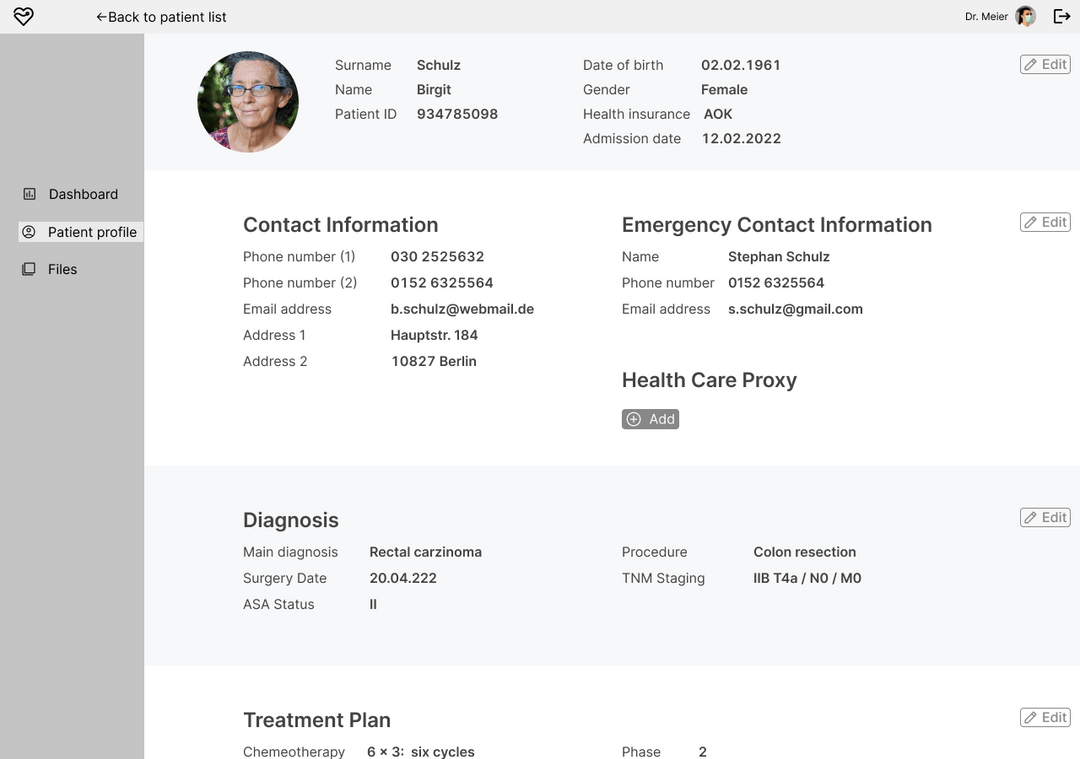 ←Back to patient list
Dr. Meier
Dashboard
Patient profile
Files
Surname Schulz
Name Birgit
Patient ID 934785098
Date of birth 02.02.1961
Gender Female
Health insurance AOK
Admission date 12.02.2022
Edit
Contact Information
Phone number (1) 030 2525632
Phone number (2) 0152 6325564
Email address b.schulz@webmail.de
Address 1 Hauptstr. 184
Address 2 10827 Berlin
Emergency Contact Information
Edit
Name Stephan Schulz
Phone number 0152 6325564
Email address s.schulz@gmail.com
Health Care Proxy
Add
Diagnosis
Edit
Main diagnosis Rectal carzinoma
Surgery Date 20.04.222
ASA Status II
Procedure Colon resection
TNM Staging IIB T4a / N0 / M0
Treatment Plan
Edit
Chemeotherapy 6 × 3: six cycles
Phase 2